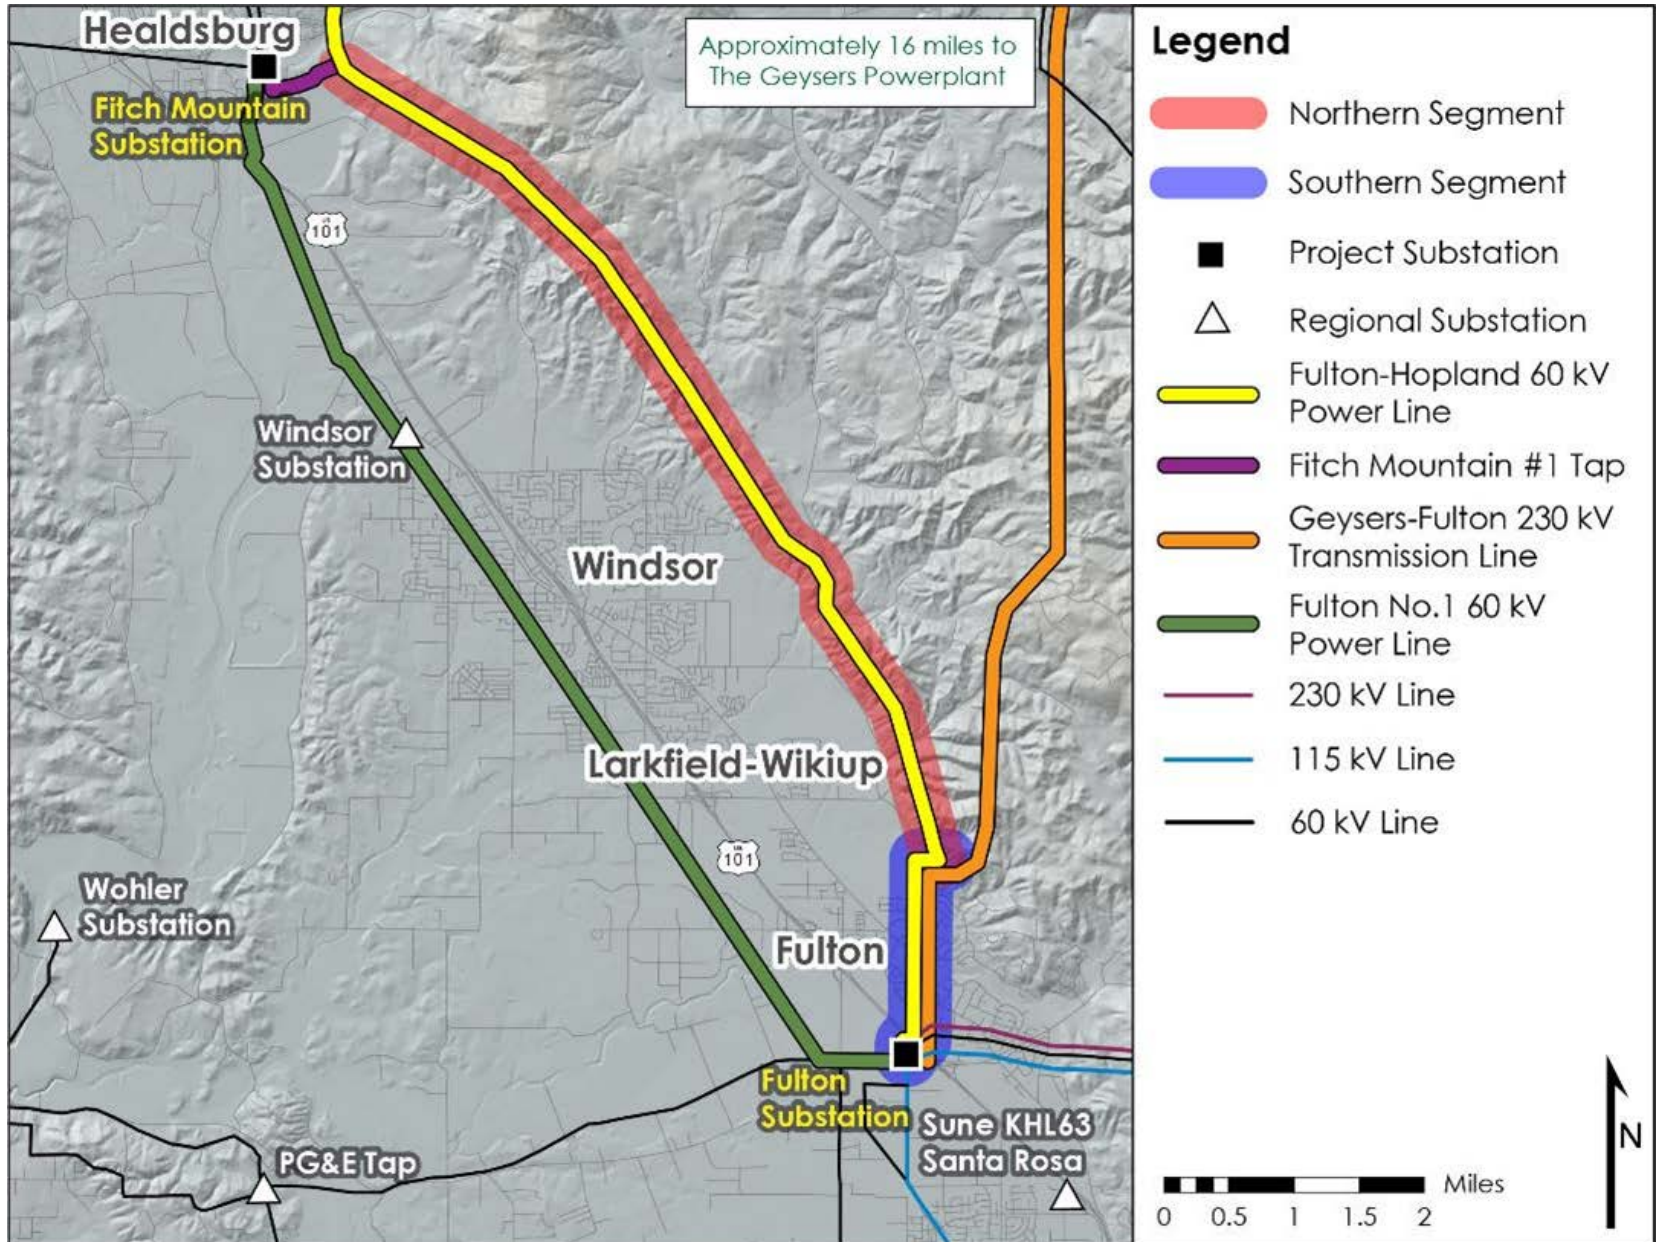 Healdsburg
Approximately 16 miles to
The Geysers Powerplant
Fitch Mountain
Substation
US
101
Windsor
Substation
Windsor
Larkfield-Wikiup
US
101
Wohler
Substation
Fulton
Fulton
Substation
Sune KHL63
Santa Rosa
PG&E Tap
Legend
Northern Segment
Southern Segment
Project Substation
Regional Substation
Fulton-Hopland 60 kV
Power Line
Fitch Mountain #1 Tap
Geysers-Fulton 230 kV
Transmission Line
Fulton No.1 60 kV
Power Line
230 kV Line
115 kV Line
60 kV Line
N
Miles
0 0.5 1 1.5 2